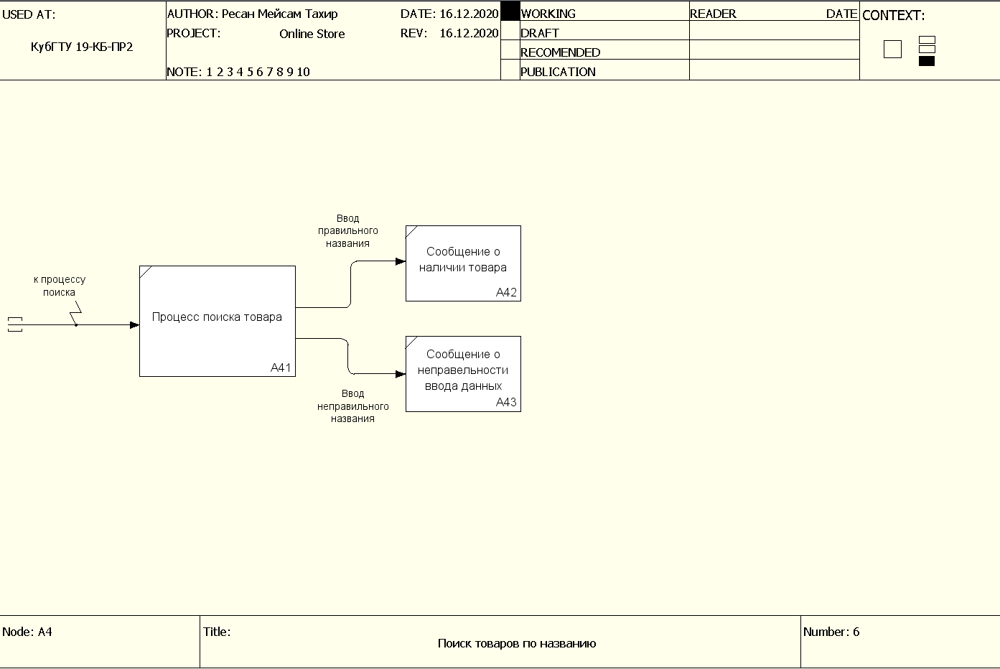 USED AT:
КубГТУ 19-КБ-ПР2
AUTHOR: Ресан Мейсам Тахир
DATE: 16.12.2020
PROJECT: Online Store
REV: 16.12.2020
NOTE: 1 2 3 4 5 6 7 8 9 10
WORKING
DRAFT
RECOMENDED
PUBLICATION
READER DATE
CONTEXT:
к процессу
поиска
Процесс поиска товара
A41
Ввод
правильного
названия
Сообщение о
наличии товара
A42
Ввод
неправильного
названия
Сообщение о
неправельности
ввода данных
A43
Node: A4
Title:
Поиск товаров по названию
Number: 6